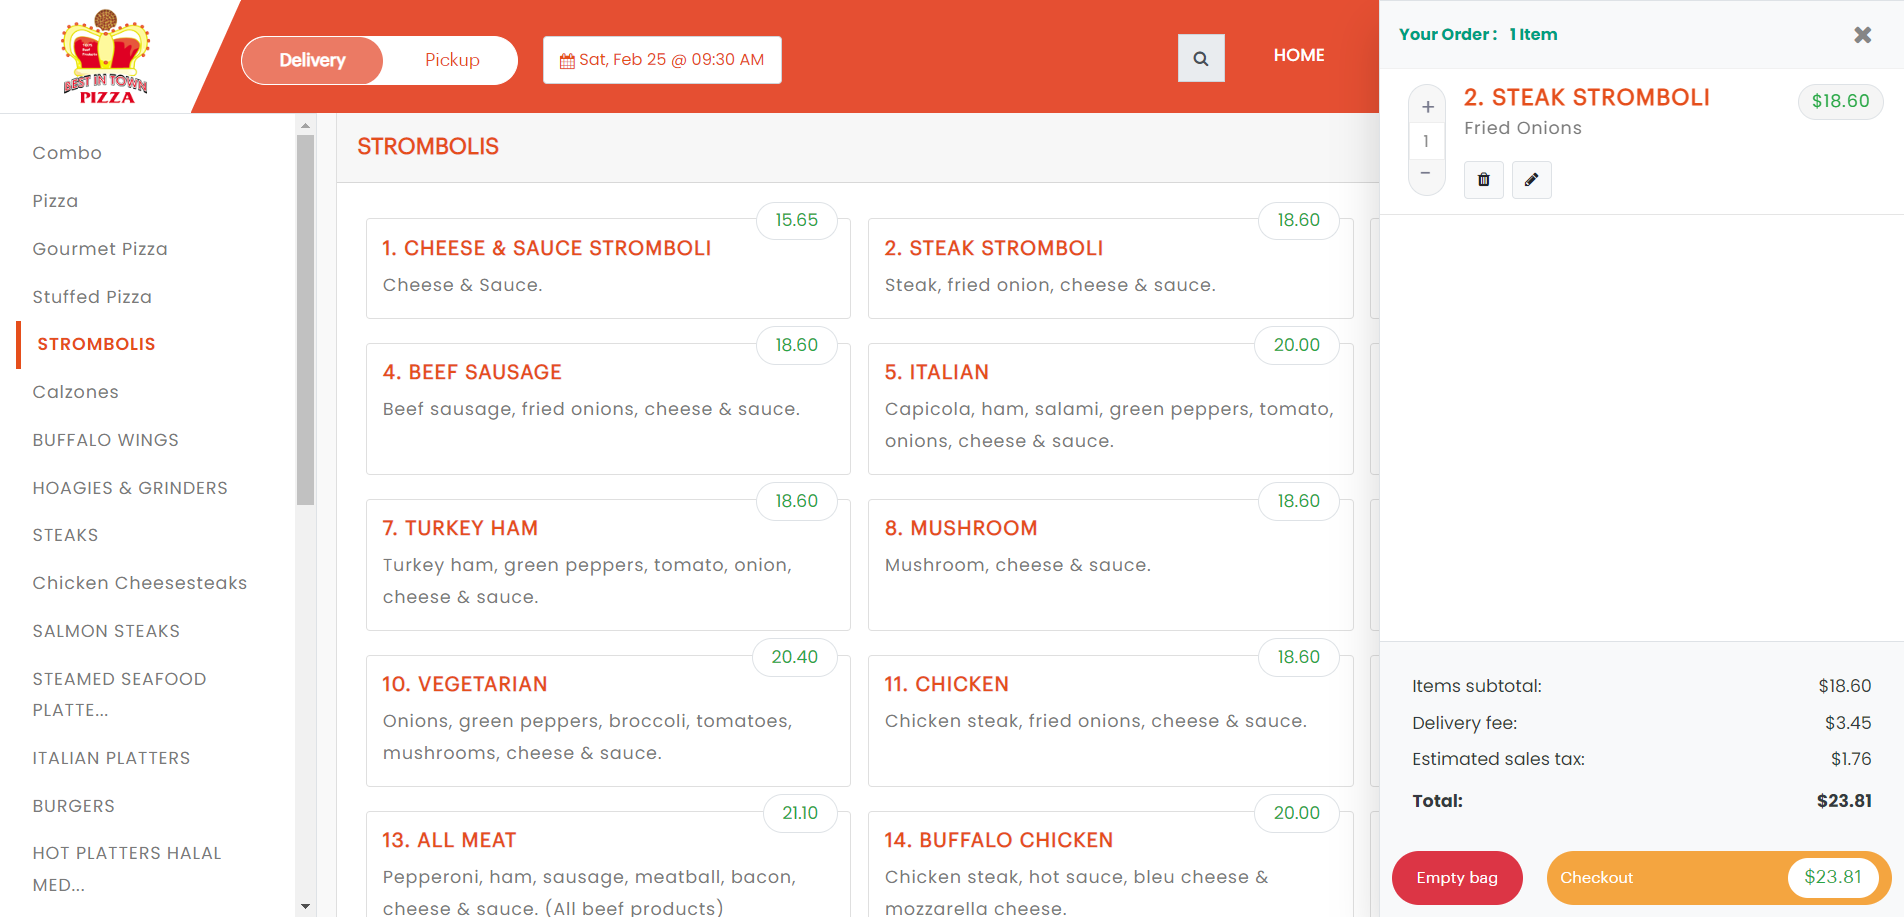 BEST IN TOWN
PIZZA
Delivery
Pickup
Sat, Feb 25 @ 09:30 AM
HOME
Combo
Pizza
Gourmet Pizza
Stuffed Pizza
STROMBOLIS
Calzones
BUFFALO WINGS
HOAGIES & GRINDERS
STEAKS
Chicken Cheesesteaks
SALMON STEAKS
STEAMED SEAFOOD
PLATTE...
ITALIAN PLATTERS
BURGERS
HOT PLATTERS HALAL
MED...
STROMBOLIS
15.65
1. CHEESE & SAUCE STROMBOLI
Cheese & Sauce.
18.60
2. STEAK STROMBOLI
Steak, fried onion, cheese & sauce.
18.60
4. BEEF SAUSAGE
Beef sausage, fried onions, cheese & sauce.
20.00
5. ITALIAN
Capicola, ham, salami, green peppers, tomato,
onions, cheese & sauce.
18.60
7. TURKEY HAM
Turkey ham, green peppers, tomato, onion,
cheese & sauce.
18.60
8. MUSHROOM
Mushroom, cheese & sauce.
20.40
10. VEGETARIAN
Onions, green peppers, broccoli, tomatoes,
mushrooms, cheese & sauce.
18.60
11. CHICKEN
Chicken steak, fried onions, cheese & sauce.
21.10
13. ALL MEAT
Pepperoni, ham, sausage, meatball, bacon,
cheese & sauce. (All beef products)
20.00
14. BUFFALO CHICKEN
Chicken steak, hot sauce, bleu cheese &
mozzarella cheese.
Your Order : 1 Item
+
1
−
2. STEAK STROMBOLI
$18.60
Fried Onions
Items subtotal: $18.60
Delivery fee: $3.45
Estimated sales tax: $1.76
Total: $23.81
Empty bag
Checkout $23.81